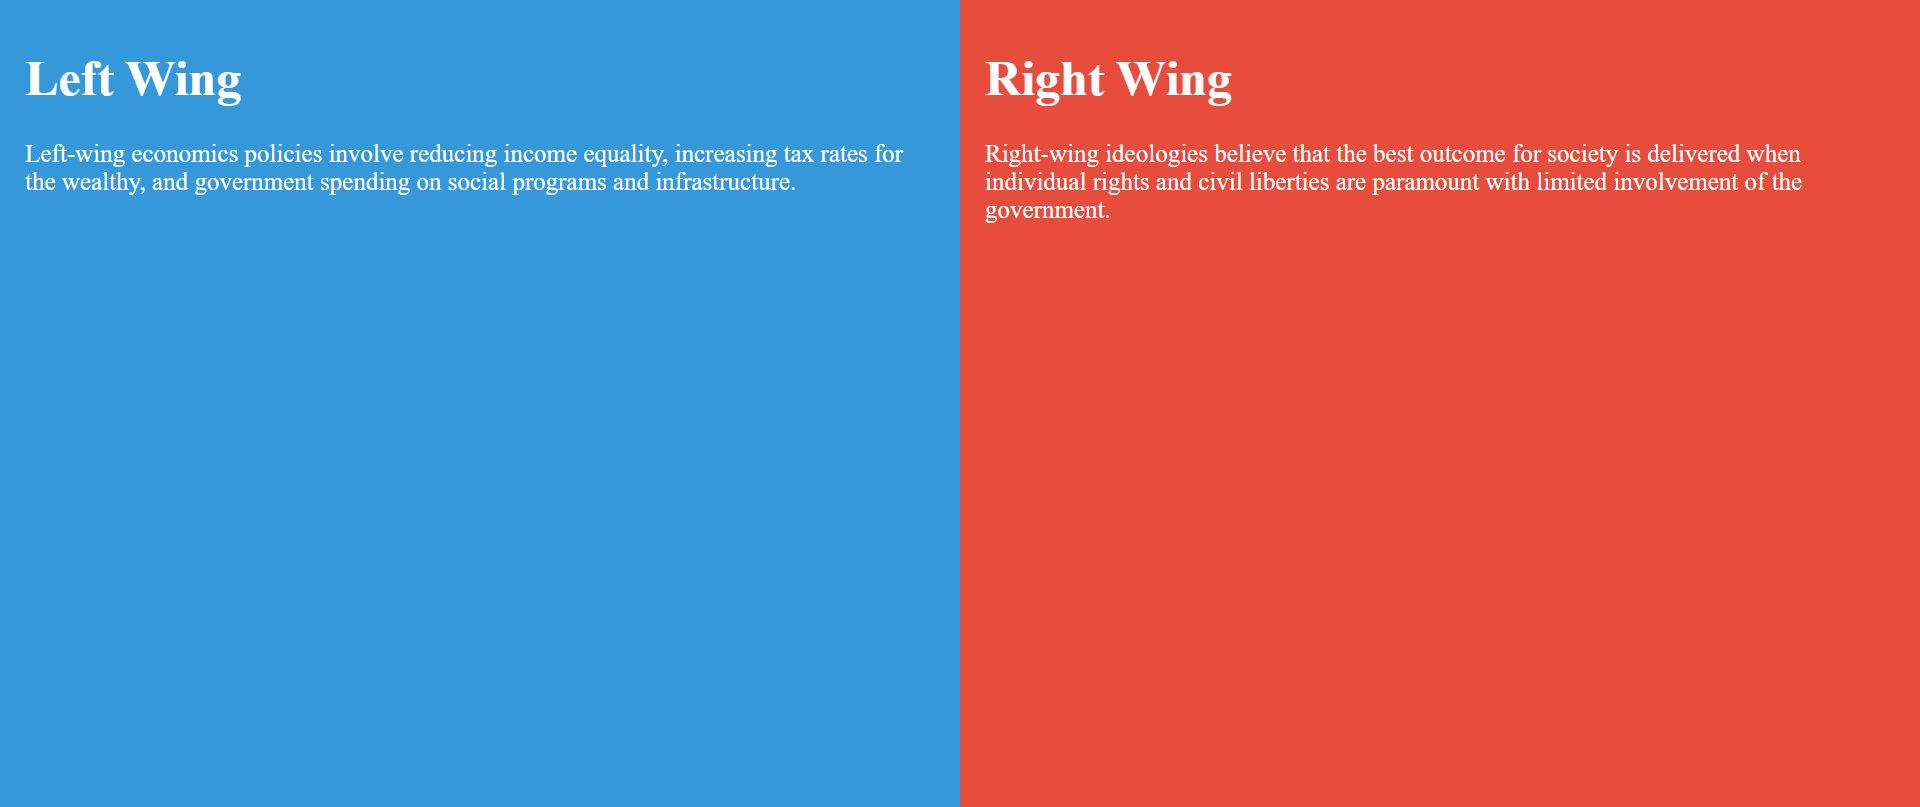 Left Wing
Left-wing economics policies involve reducing income equality, increasing tax rates for
the wealthy, and government spending on social programs and infrastructure.
Right Wing
Right-wing ideologies believe that the best outcome for society is delivered when
individual rights and civil liberties are paramount with limited involvement of the
government.